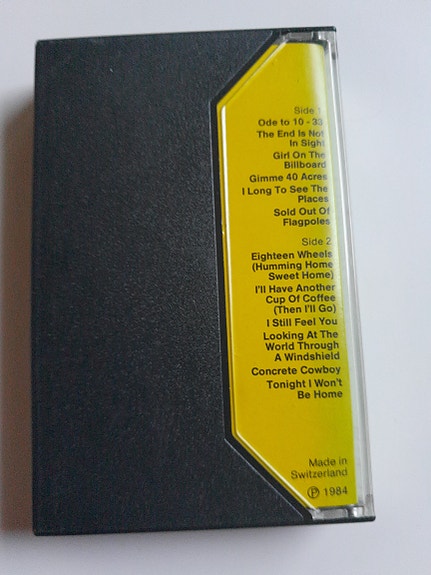 Side 1
Ode to 10 - 33
The End Is Not
In Sight
Girl On The
Billboard
Gimme 40 Acres
I Long To See The
Places
Sold Out Of
Flagpoles
Side 2
Eighteen Wheels
(Humming Home
Sweet Home)
I'll Have Another
Cup Of Coffee
(Then I'll Go)
I Still Feel You
Looking At The
World Through
A Windshield
Concrete Cowboy
Tonight I Won't
Be Home
Made in
Switzerland
℗ 1984